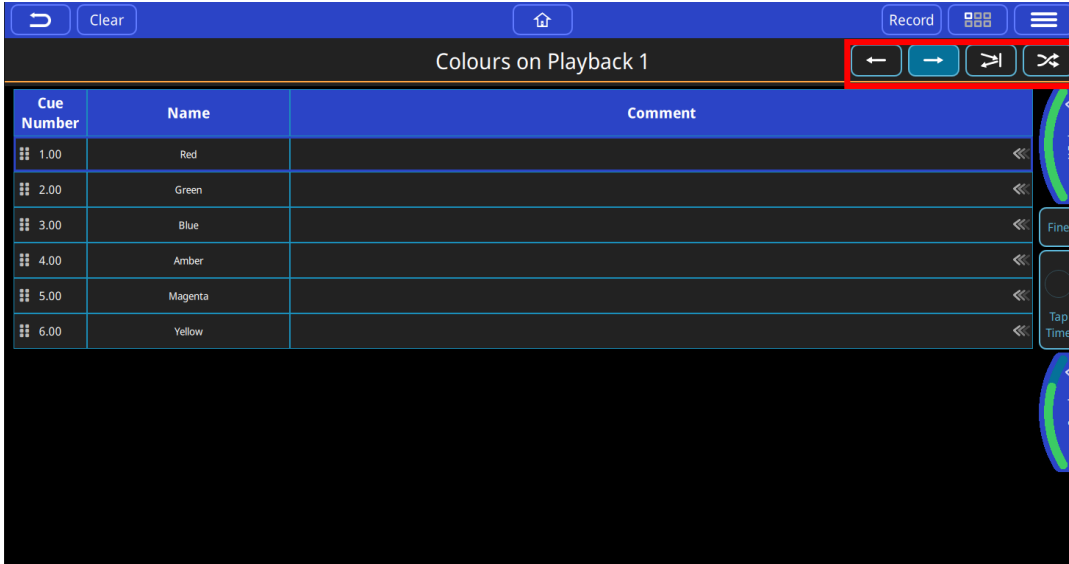 Clear
Record
Colours on Playback 1
Cue Number Name Comment
1.00 Red
2.00 Green
3.00 Blue
4.00 Amber
5.00 Magenta
6.00 Yellow
Fine
Tap
Time